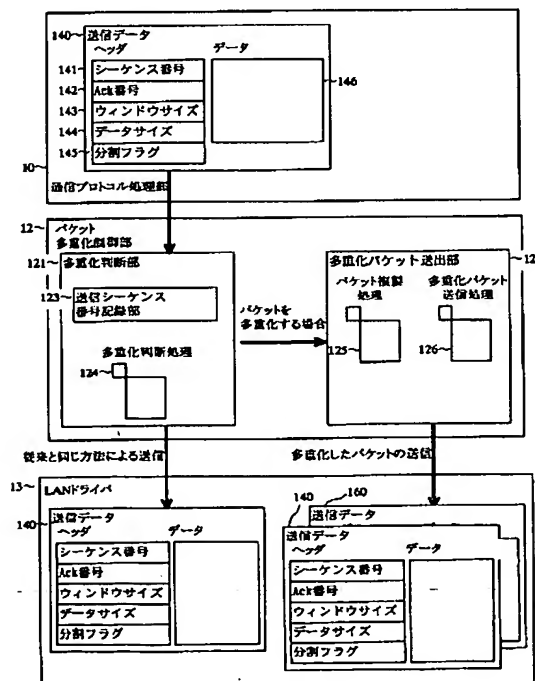 140 送信データ
ヘッダ データ
141 シーケンス番号 146
142 Ack番号
143 ウィンドウサイズ
144 データサイズ
145 分割フラグ
10
通信プロトコル処理部
12 パケット
多重化制御部
121 多重化判断部
多重化パケット送出部 12
123 送信シーケンス
番号記録部
パケットを
多重化する場合
パケット複製
処理
多重化パケット
送信処理
125 126
多重化判断処理
124
従来と同じ方法による送信 多重化したパケットの送信
13 LANドライバ
140 送信データ
ヘッダ データ
シーケンス番号
Ack番号
ウィンドウサイズ
データサイズ
分割フラグ
160
送信データ
140
送信データ
ヘッダ データ
シーケンス番号
Ack番号
ウィンドウサイズ
データサイズ
分割フラグ